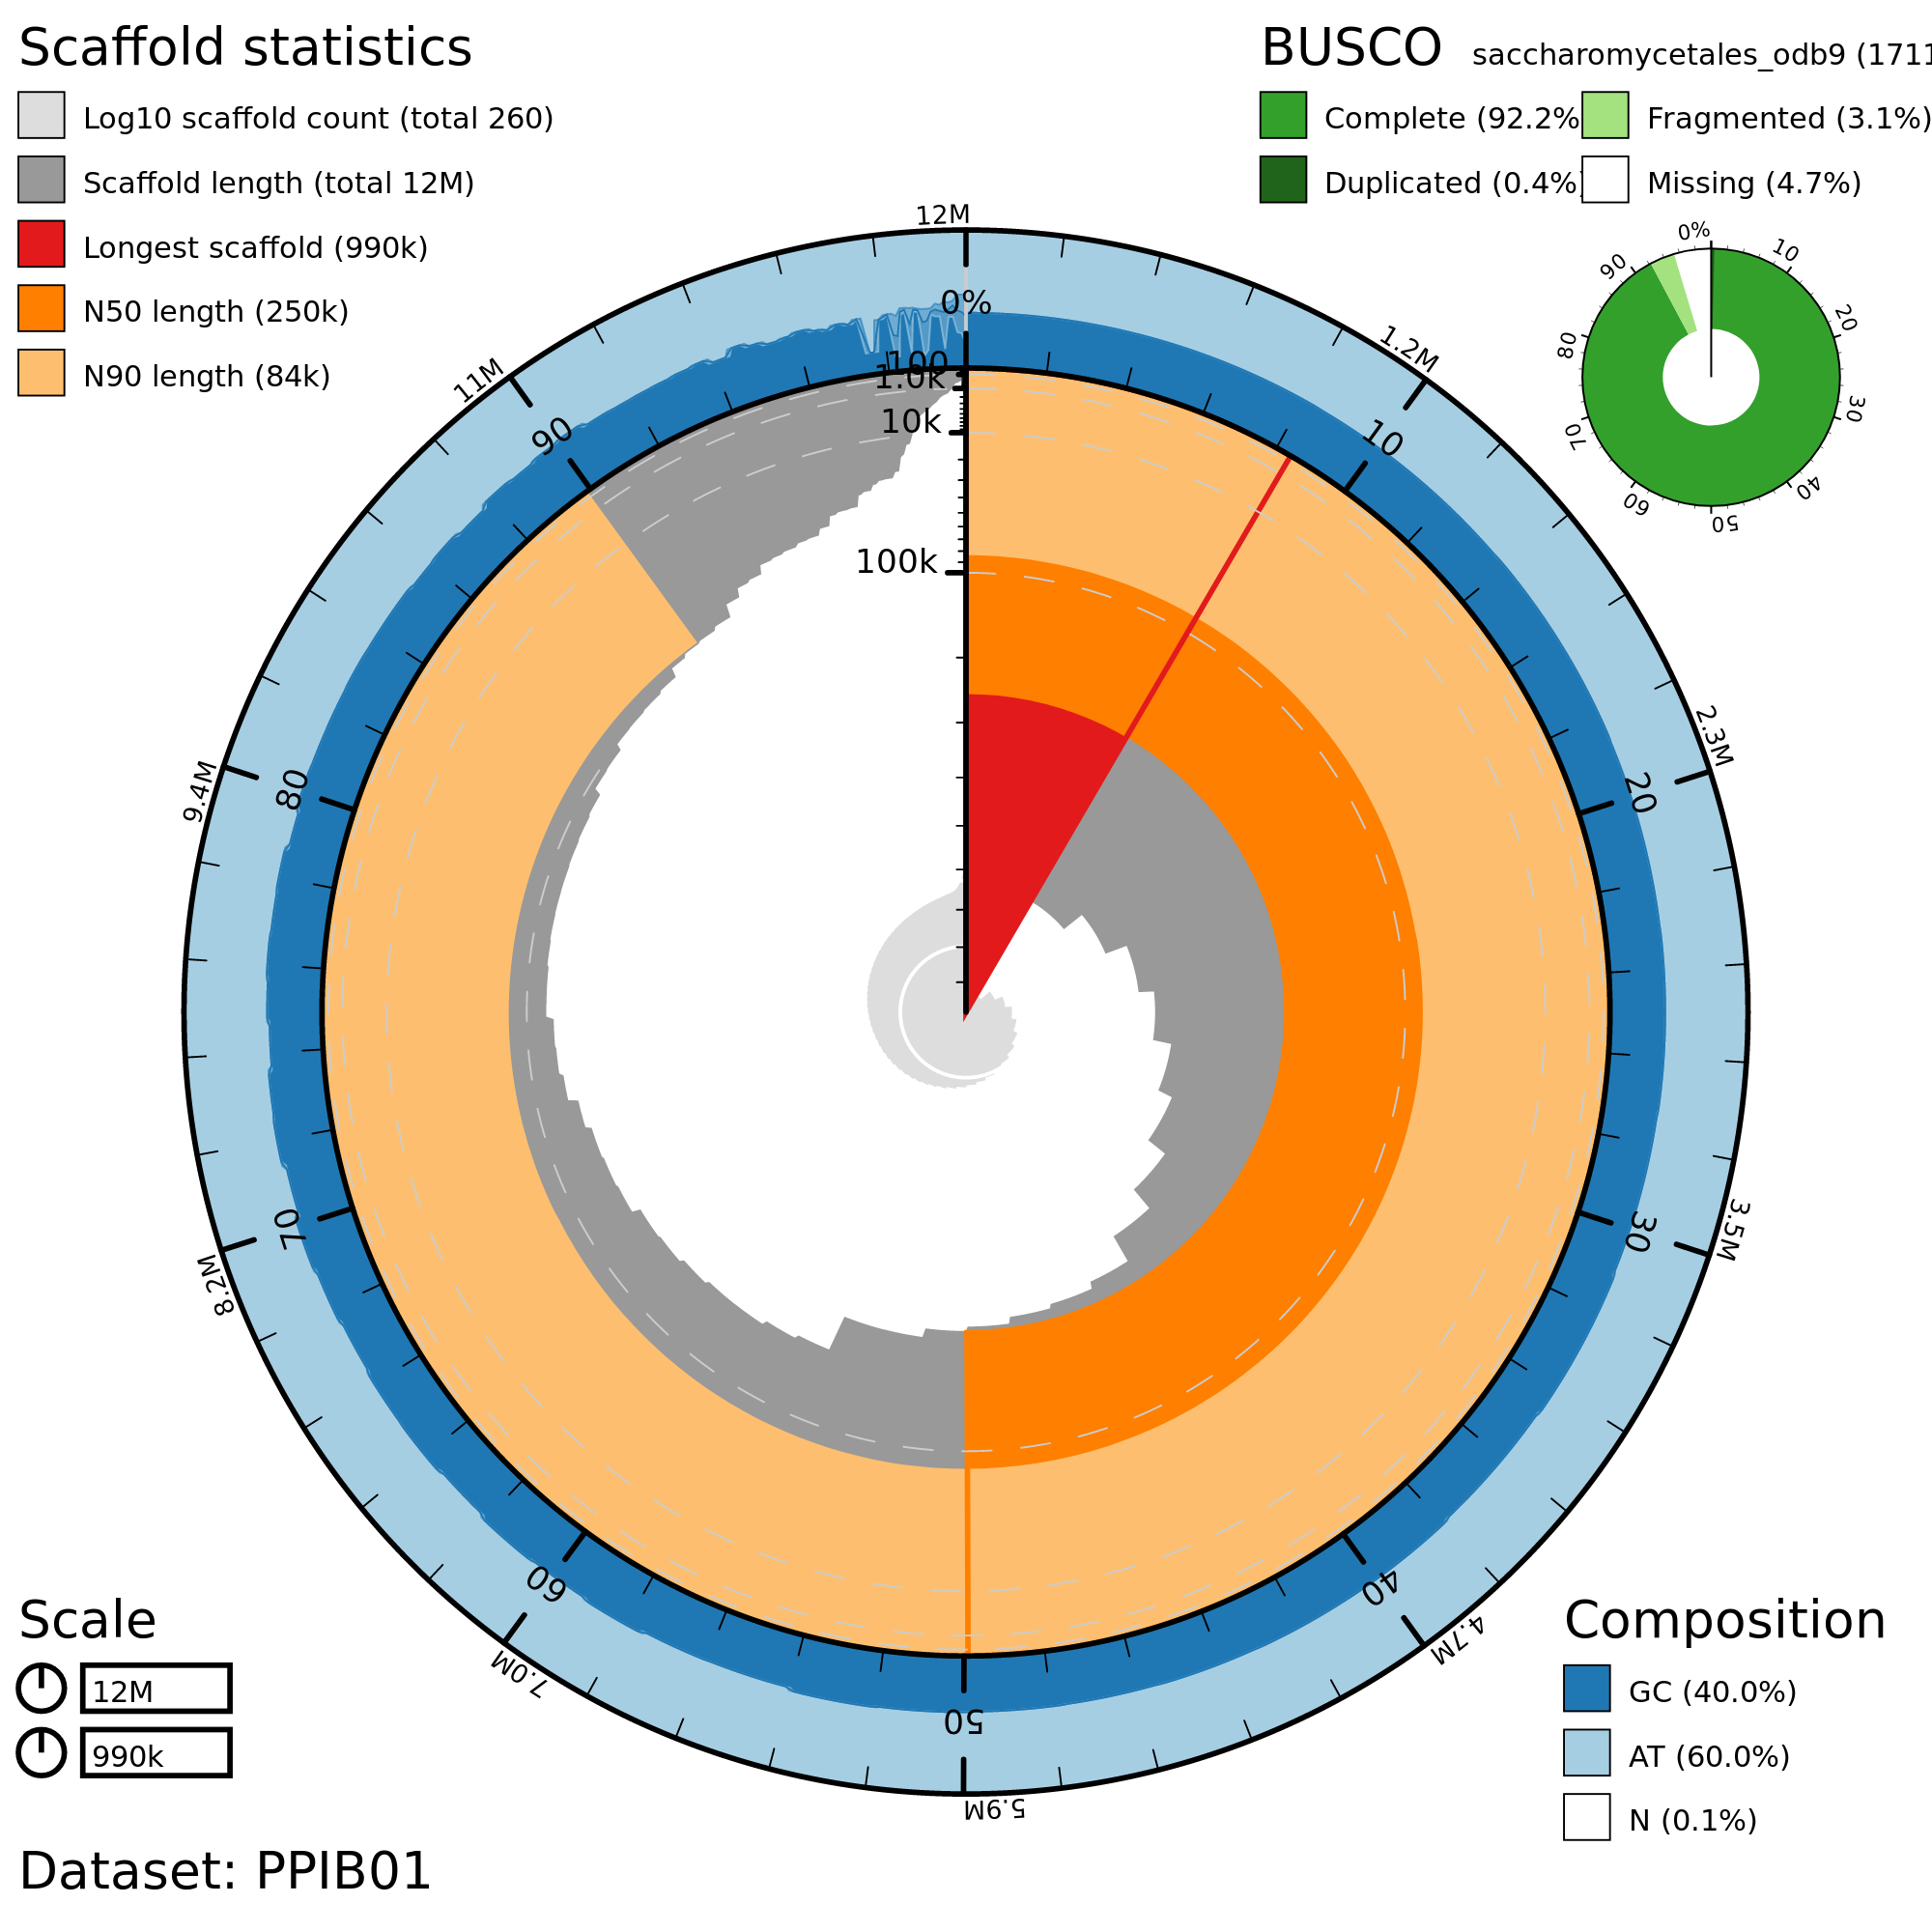 Scaffold statistics
Log10 scaffold count (total 260)
Scaffold length (total 12M)
Longest scaffold (990k)
N50 length (250k)
N90 length (84k)
BUSCO saccharomycetales_odb9 (1711
Complete (92.2%
Fragmented (3.1%)
Duplicated (0.4%)
Missing (4.7%)
0%
10
20
30
40
50
60
70
80
90
12M
1.2M
2.3M
3.5M
4.7M
5.9M
7.0M
8.2M
9.4M
11M
0%
10
20
30
40
50
60
70
80
90
100
1.0k
10k
100k
Scale
12M
990k
Composition
GC (40.0%)
AT (60.0%)
N (0.1%)
Dataset: PPIB01